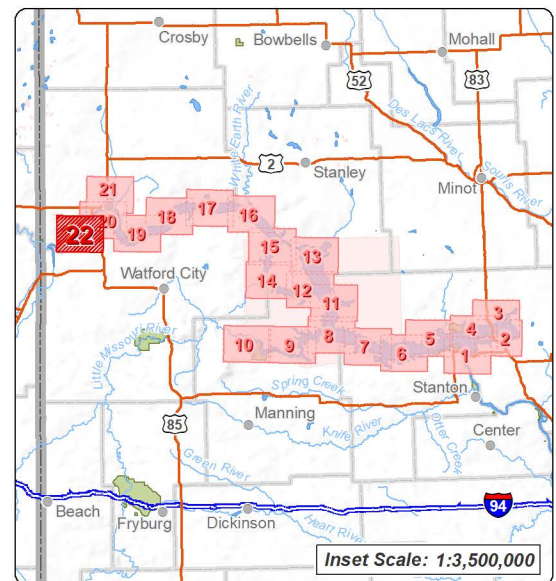 Crosby
Bowbells
Mohall
52
83
Des Lacs River
White Earth River
2
Stanley
Souris River
Minot
21
20
22
19
18
17
16
15
13
14
12
11
Watford City
10
9
8
7
6
5
4
3
2
1
Little Missouri River
Spring Creek
Stanton
85
Manning
Knife River
Otter Creek
Center
Green River
94
Beach
Fryburg
Dickinson
Heart River
Inset Scale: 1:3,500,000